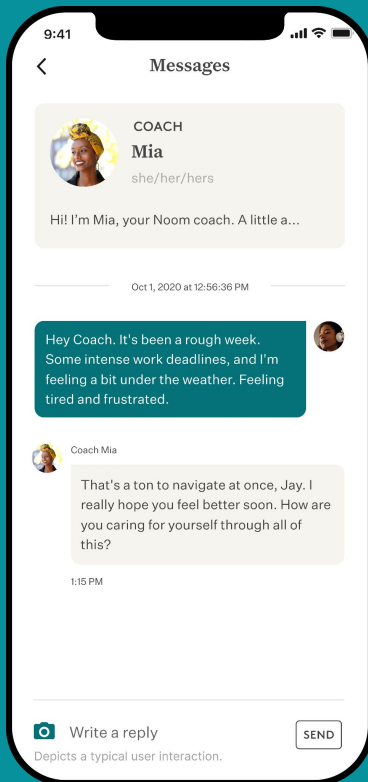 9:41
Messages
COACH
Mia
she/her/hers
Hi! I’m Mia, your Noom coach. A little a...
Oct 1, 2020 at 12:56:36 PM
Hey Coach. It's been a rough week.
Some intense work deadlines, and I'm
feeling a bit under the weather. Feeling
tired and frustrated.
Coach Mia
That's a ton to navigate at once, Jay. I
really hope you feel better soon. How are
you caring for yourself through all of
this?
1:15 PM
Write a reply
SEND
Depicts a typical user interaction.